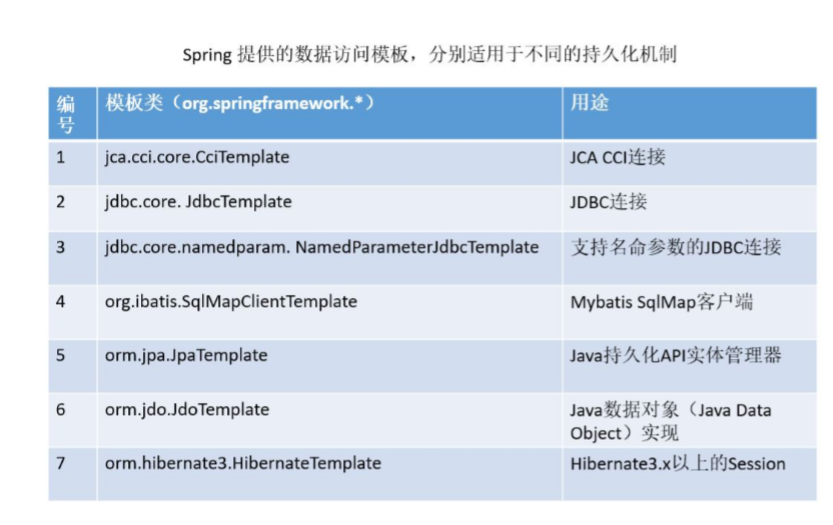 Spring 提供的数据访问模板，分别适用于不同的持久化机制
编号 模板类（org.springframework.*） 用途
1 jca.cci.core.CciTemplate JCA CCI连接
2 jdbc.core. JdbcTemplate JDBC连接
3 jdbc.core.namedparam. NamedParameterJdbcTemplate 支持名命参数的JDBC连接
4 org.ibatis.SqlMapClientTemplate Mybatis SqlMap客户端
5 orm.jpa.JpaTemplate Java持久化API实体管理器
6 orm.jdo.JdoTemplate Java数据对象（Java Data
Object）实现
7 orm.hibernate3.HibernateTemplate Hibernate3.x以上的Session